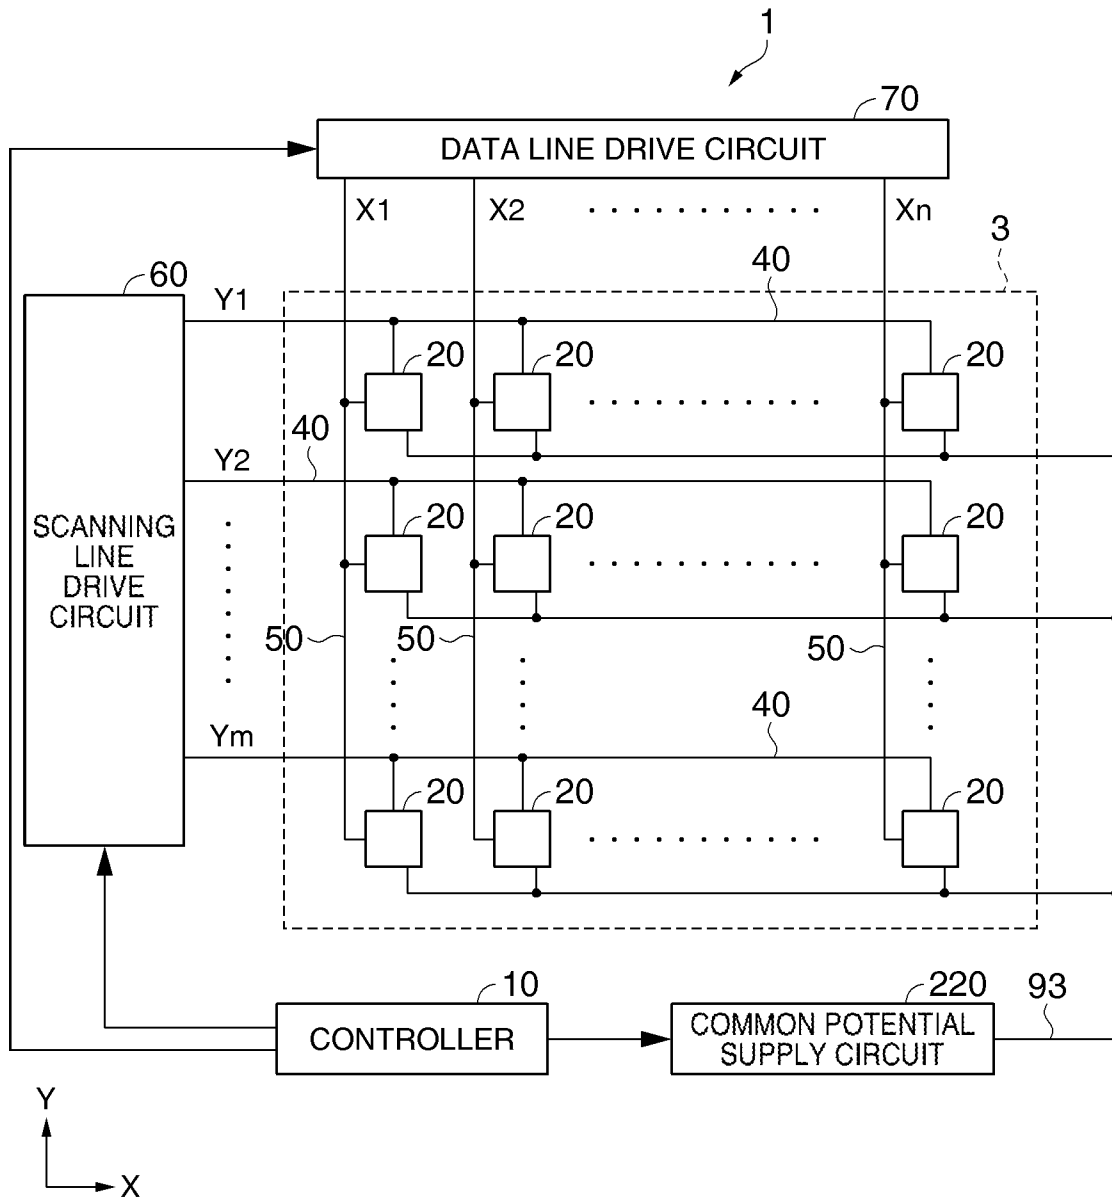 1
70
DATA LINE DRIVE CIRCUIT
X1 X2 Xn
3
60
Y1
40
20 20 20
40
Y2
SCANNING
LINE
DRIVE
CIRCUIT
20 20 20
50 50 50
40
Ym
20 20 20
10
CONTROLLER
220
COMMON POTENTIAL
SUPPLY CIRCUIT
93
Y
X